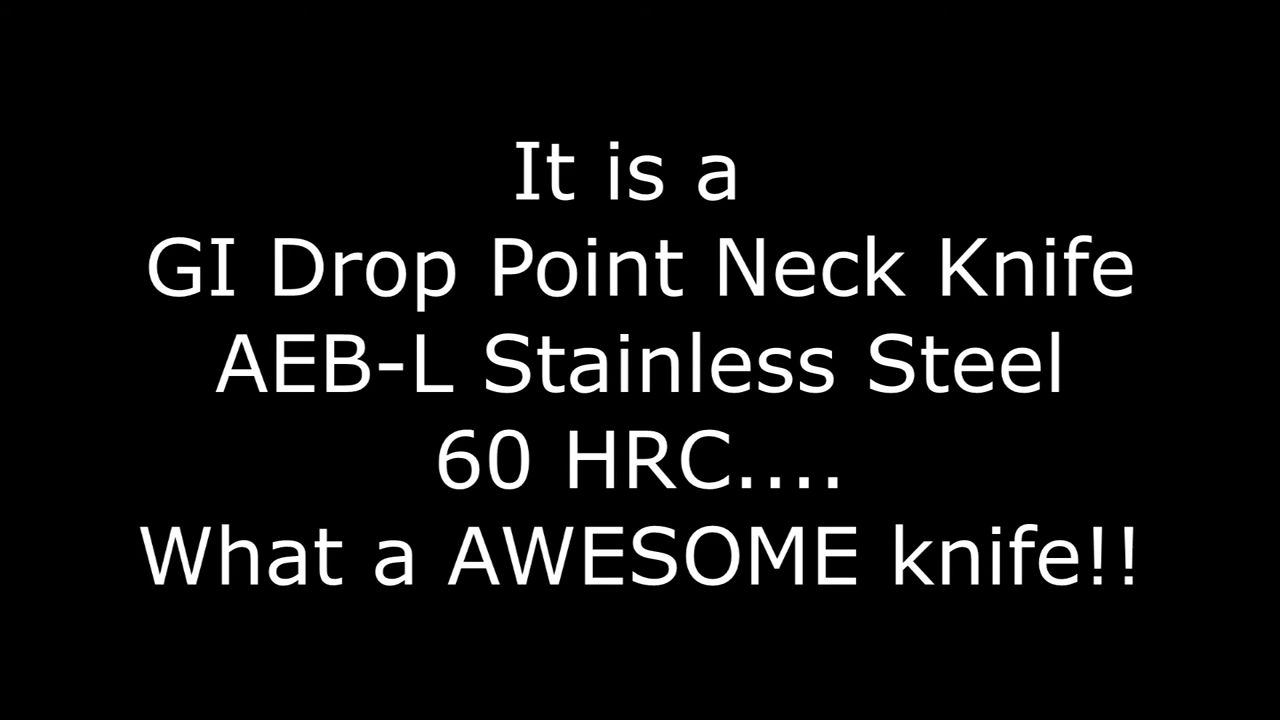 It is a
GI Drop Point Neck Knife
AEB-L Stainless Steel
60 HRC....
What a AWESOME knife!!